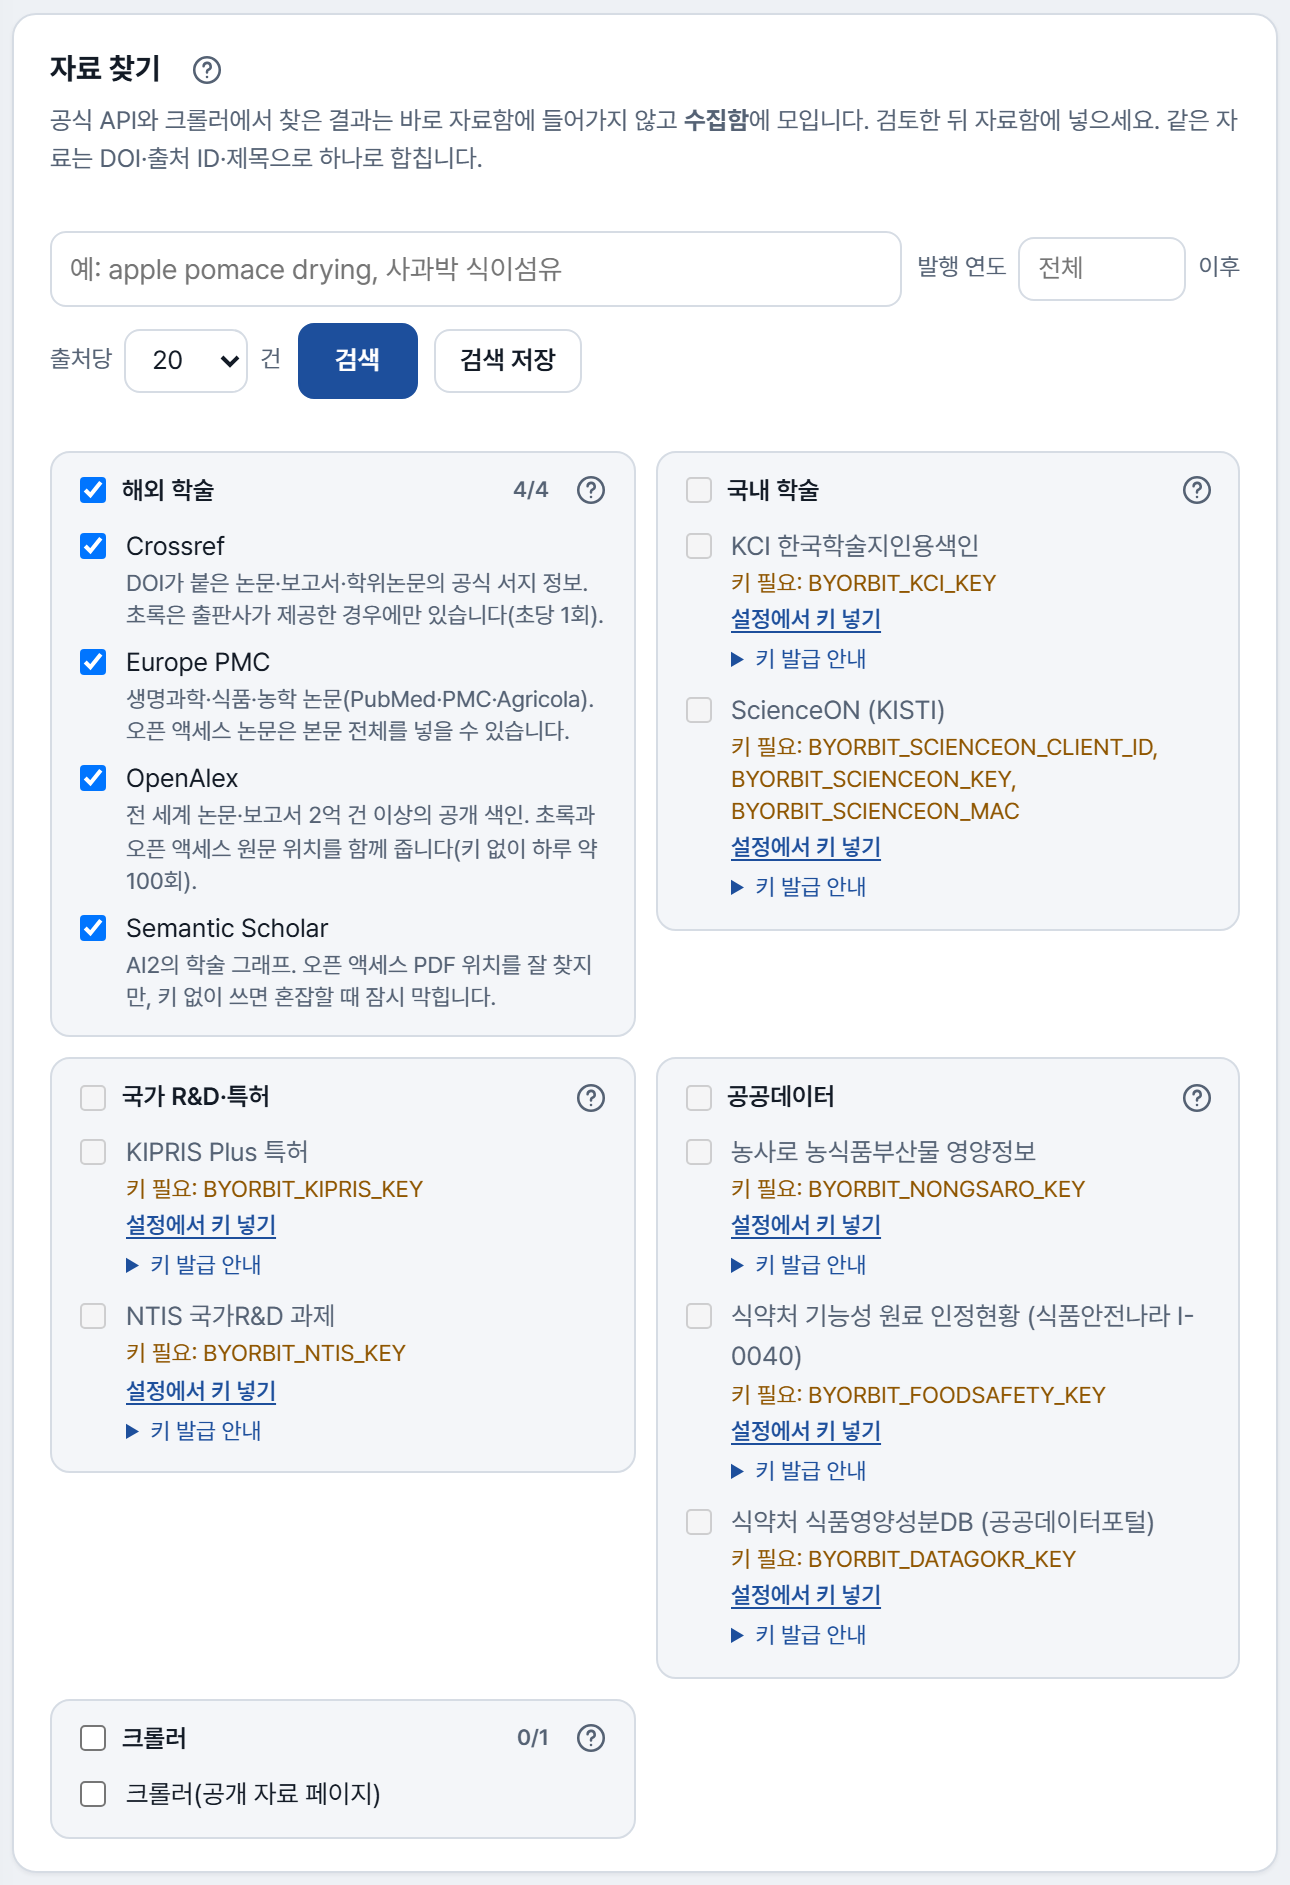 자료 찾기
공식 API와 크롤러에서 찾은 결과는 바로 자료함에 들어가지 않고 수집함에 모입니다. 검토한 뒤 자료함에 넣으세요. 같은 자
료는 DOI·출처 ID·제목으로 하나로 합칩니다.
예: apple pomace drying, 사과박 식이섬유
발행 연도 전체 이후
출처당 20 건 검색 검색 저장
해외 학술 4/4
Crossref
DOI가 붙은 논문·보고서·학위논문의 공식 서지 정보.
초록은 출판사가 제공한 경우에만 있습니다(초당 1회).
Europe PMC
생명과학·식품·농학 논문(PubMed·PMC·Agricola).
오픈 액세스 논문은 본문 전체를 넣을 수 있습니다.
OpenAlex
전 세계 논문·보고서 2억 건 이상의 공개 색인. 초록과
오픈 액세스 원문 위치를 함께 줍니다(키 없이 하루 약
100회).
Semantic Scholar
AI2의 학술 그래프. 오픈 액세스 PDF 위치를 잘 찾지
만, 키 없이 쓰면 혼잡할 때 잠시 막힙니다.
국내 학술
KCI 한국학술지인용색인
키 필요: BYORBIT_KCI_KEY
설정에서 키 넣기
▶ 키 발급 안내
ScienceON (KISTI)
키 필요: BYORBIT_SCIENCEON_CLIENT_ID,
BYORBIT_SCIENCEON_KEY,
BYORBIT_SCIENCEON_MAC
설정에서 키 넣기
▶ 키 발급 안내
국가 R&D·특허
KIPRIS Plus 특허
키 필요: BYORBIT_KIPRIS_KEY
설정에서 키 넣기
▶ 키 발급 안내
NTIS 국가R&D 과제
키 필요: BYORBIT_NTIS_KEY
설정에서 키 넣기
▶ 키 발급 안내
공공데이터
농사로 농식품부산물 영양정보
키 필요: BYORBIT_NONGSARO_KEY
설정에서 키 넣기
▶ 키 발급 안내
식약처 기능성 원료 인정현황 (식품안전나라 I-
0040)
키 필요: BYORBIT_FOODSAFETY_KEY
설정에서 키 넣기
▶ 키 발급 안내
식약처 식품영양성분DB (공공데이터포털)
키 필요: BYORBIT_DATAGOKR_KEY
설정에서 키 넣기
▶ 키 발급 안내
크롤러 0/1
크롤러(공개 자료 페이지)